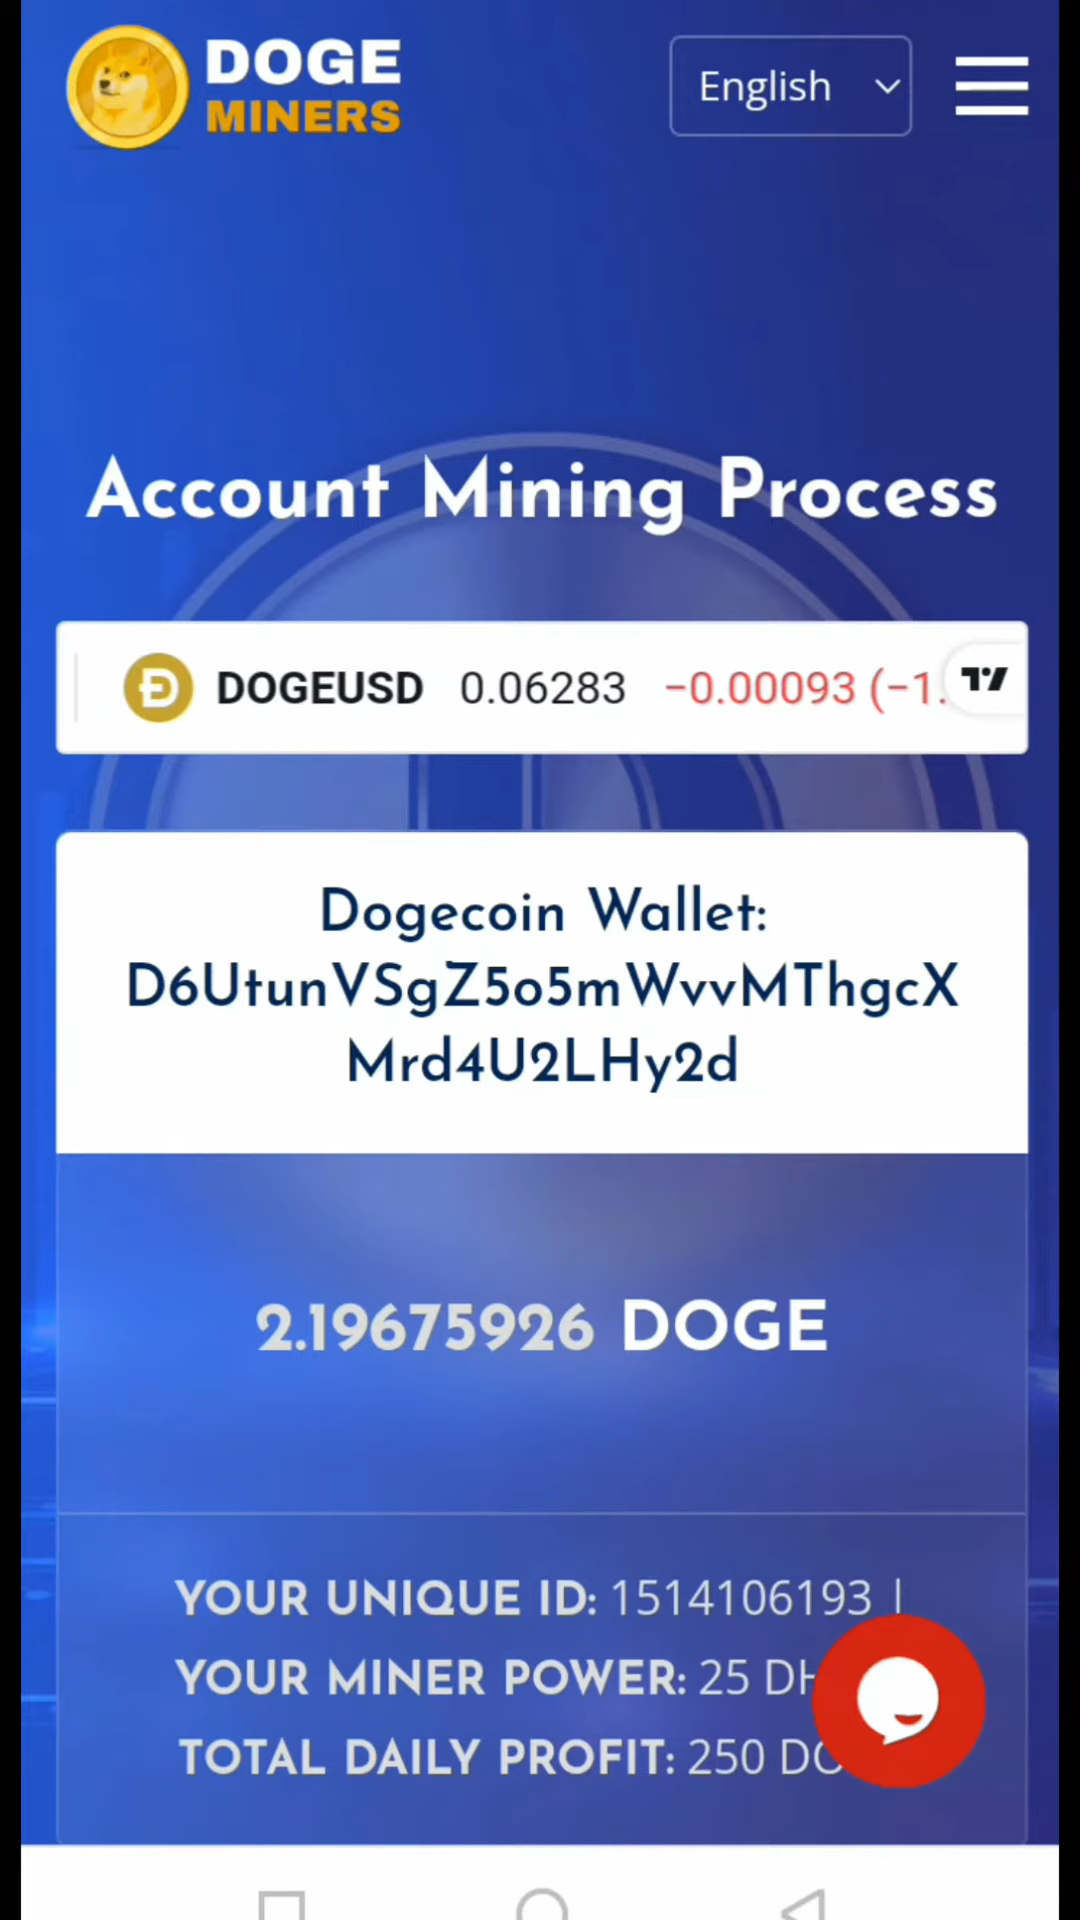 DOGE
MINERS
English
Account Mining Process
DOGEUSD 0.06283 −0.00093 (−1.
Dogecoin Wallet:
D6UtunVSgZ5o5mWvvMThgcX
Mrd4U2LHy2d
2.19675926 DOGE
YOUR UNIQUE ID: 1514106193 |
YOUR MINER POWER: 25
TOTAL DAILY PROFIT: 250